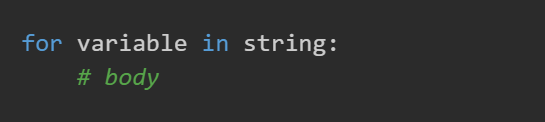 for variable in string:
    # body